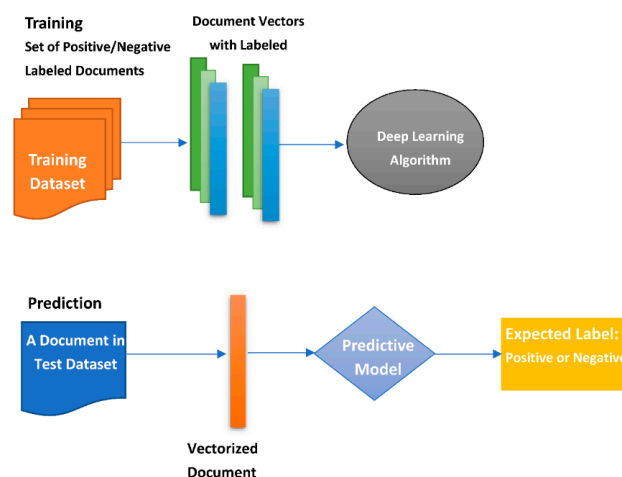 Training
Set of Positive/Negative
Labeled Documents
Document Vectors
with Labeled
Training
Dataset
Deep Learning
Algorithm
Prediction
A Document in
Test Dataset
Vectorized
Document
Predictive
Model
Expected Label:
Positive or Negative